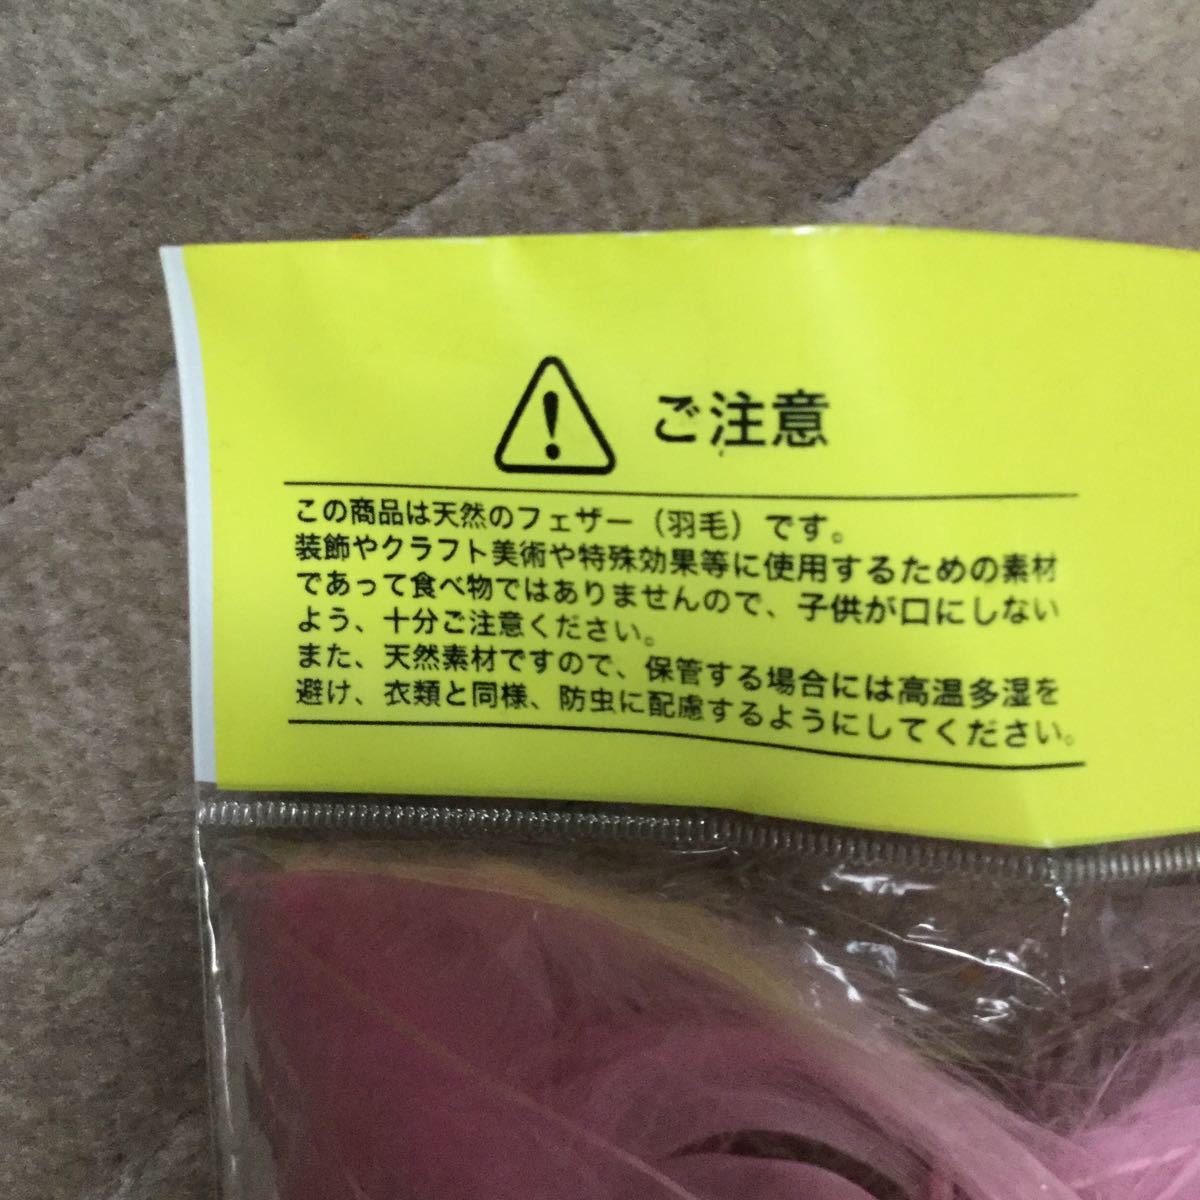 ご注意
この商品は天然のフェザー（羽毛）です。
装飾やクラフト美術や特殊効果等に使用するための素材
であって食べ物ではありませんので、子供が口にしない
よう、十分ご注意ください。
また、天然素材ですので、保管する場合には高温多湿を
避け、衣類と同様、防虫に配慮するようにしてください。